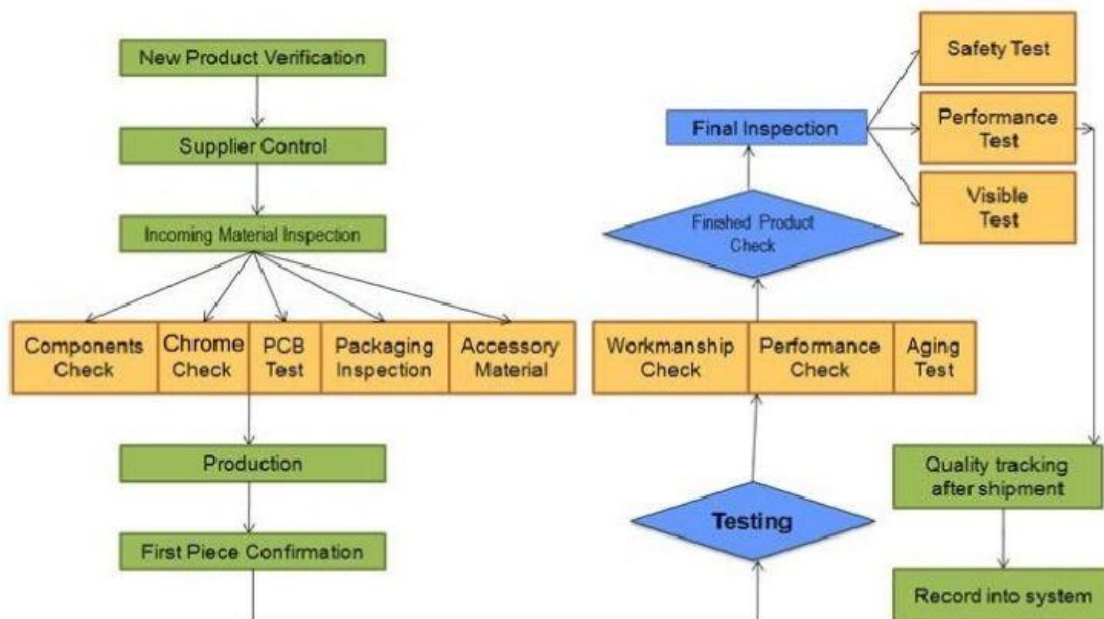 New Product Verification
Supplier Control
Incoming Material Inspection
Components
Check
Chrome
Check
PCB
Test
Packaging
Inspection
Accessory
Material
Production
First Piece Confirmation
Testing
Workmanship
Check
Performance
Check
Aging
Test
Finished Product
Check
Final Inspection
Safety Test
Performance
Test
Visible
Test
Quality tracking
after shipment
Record into system